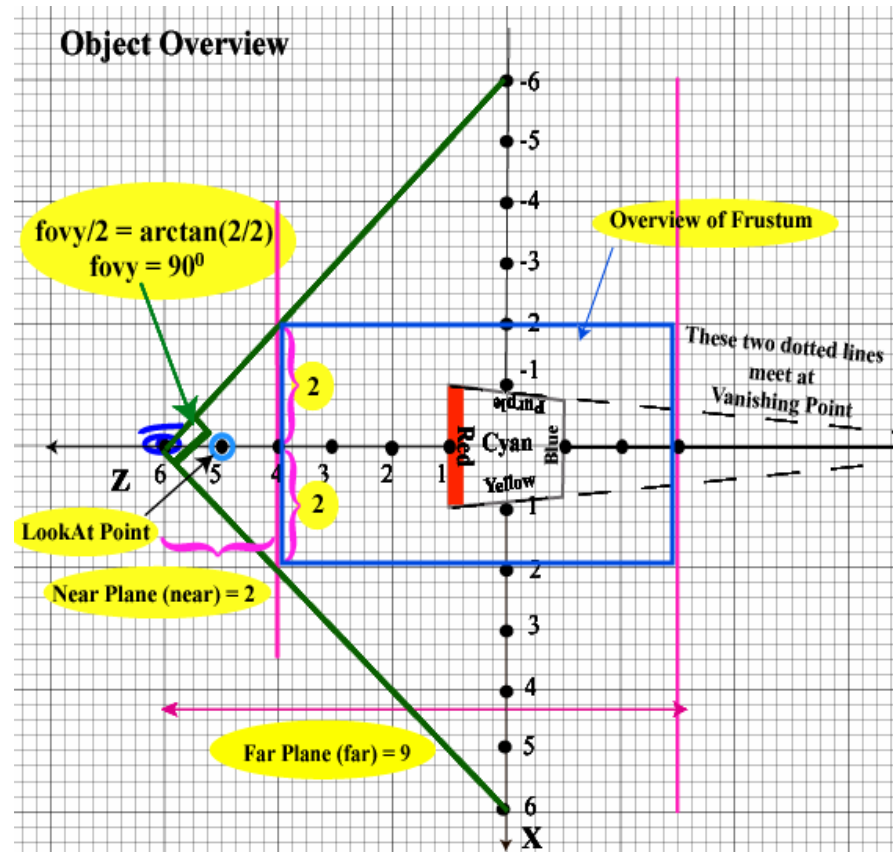 Object Overview
-6
-5
-4
-3
2
-1
fovy/2 = arctan(2/2)
fovy = 90⁰
Overview of Frustum
These two dotted lines
meet at
Vanishing Point
2
Purple
Red
Cyan
Blue
Yellow
Z
6
5
4
3
2
1
1
2
LookAt Point
2
Near Plane (near) = 2
3
4
Far Plane (far) = 9
5
6
X